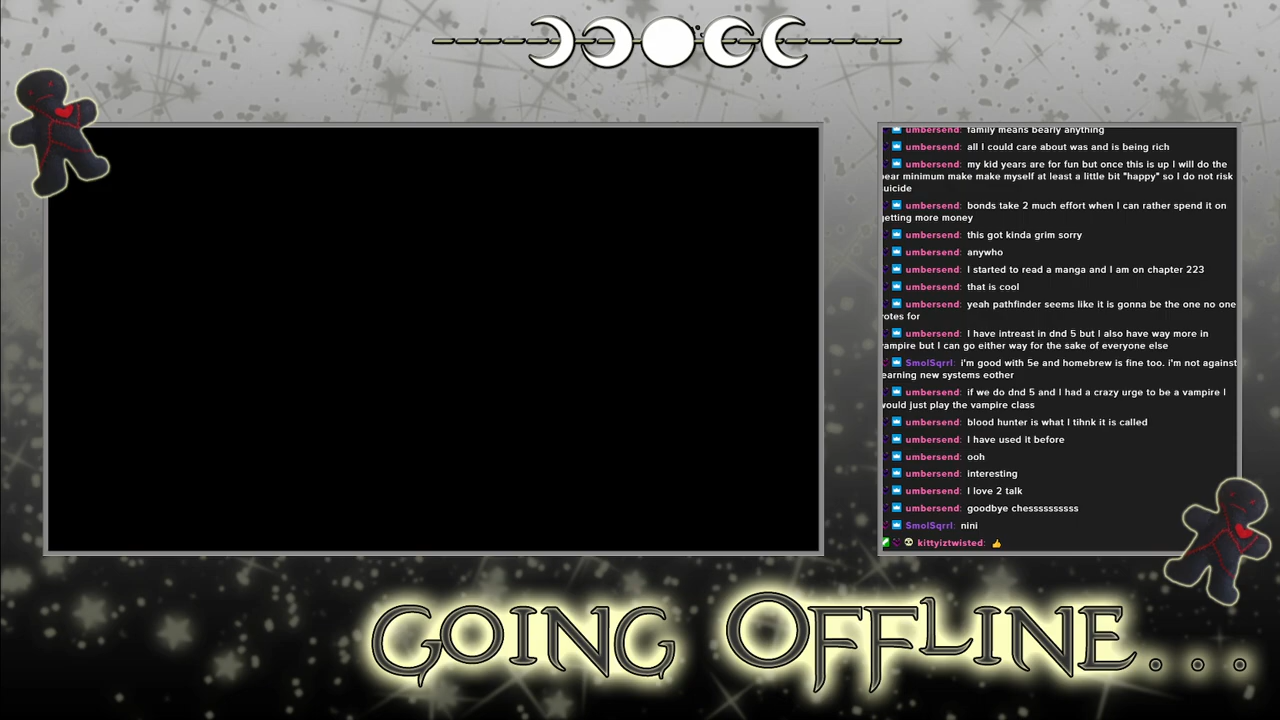 umbersend: family means bearly anything
umbersend: all I could care about was and is being rich
umbersend: my kid years are for fun but once this is up I will do the
ear minimum make make myself at least a little bit "happy" so I do not risk
uicide
umbersend: bonds take 2 much effort when I can rather spend it on
getting more money
umbersend: this got kinda grim sorry
umbersend: anywho
umbersend: I started to read a manga and I am on chapter 223
umbersend: that is cool
umbersend: yeah pathfinder seems like it is gonna be the one no one
otes for
umbersend: I have intreast in dnd 5 but I also have way more in
vampire but I can go either way for the sake of everyone else
SmolSqrrl: i'm good with 5e and homebrew is fine too. i'm not against
earning new systems eother
umbersend: if we do dnd 5 and I had a crazy urge to be a vampire I
would just play the vampire class
umbersend: blood hunter is what I tihnk it is called
umbersend: I have used it before
umbersend: ooh
umbersend: interesting
umbersend: I love 2 talk
umbersend: goodbye chessssssssss
SmolSqrrl: nini
kittyiztwisted: 👍
GOING OFFLINE...